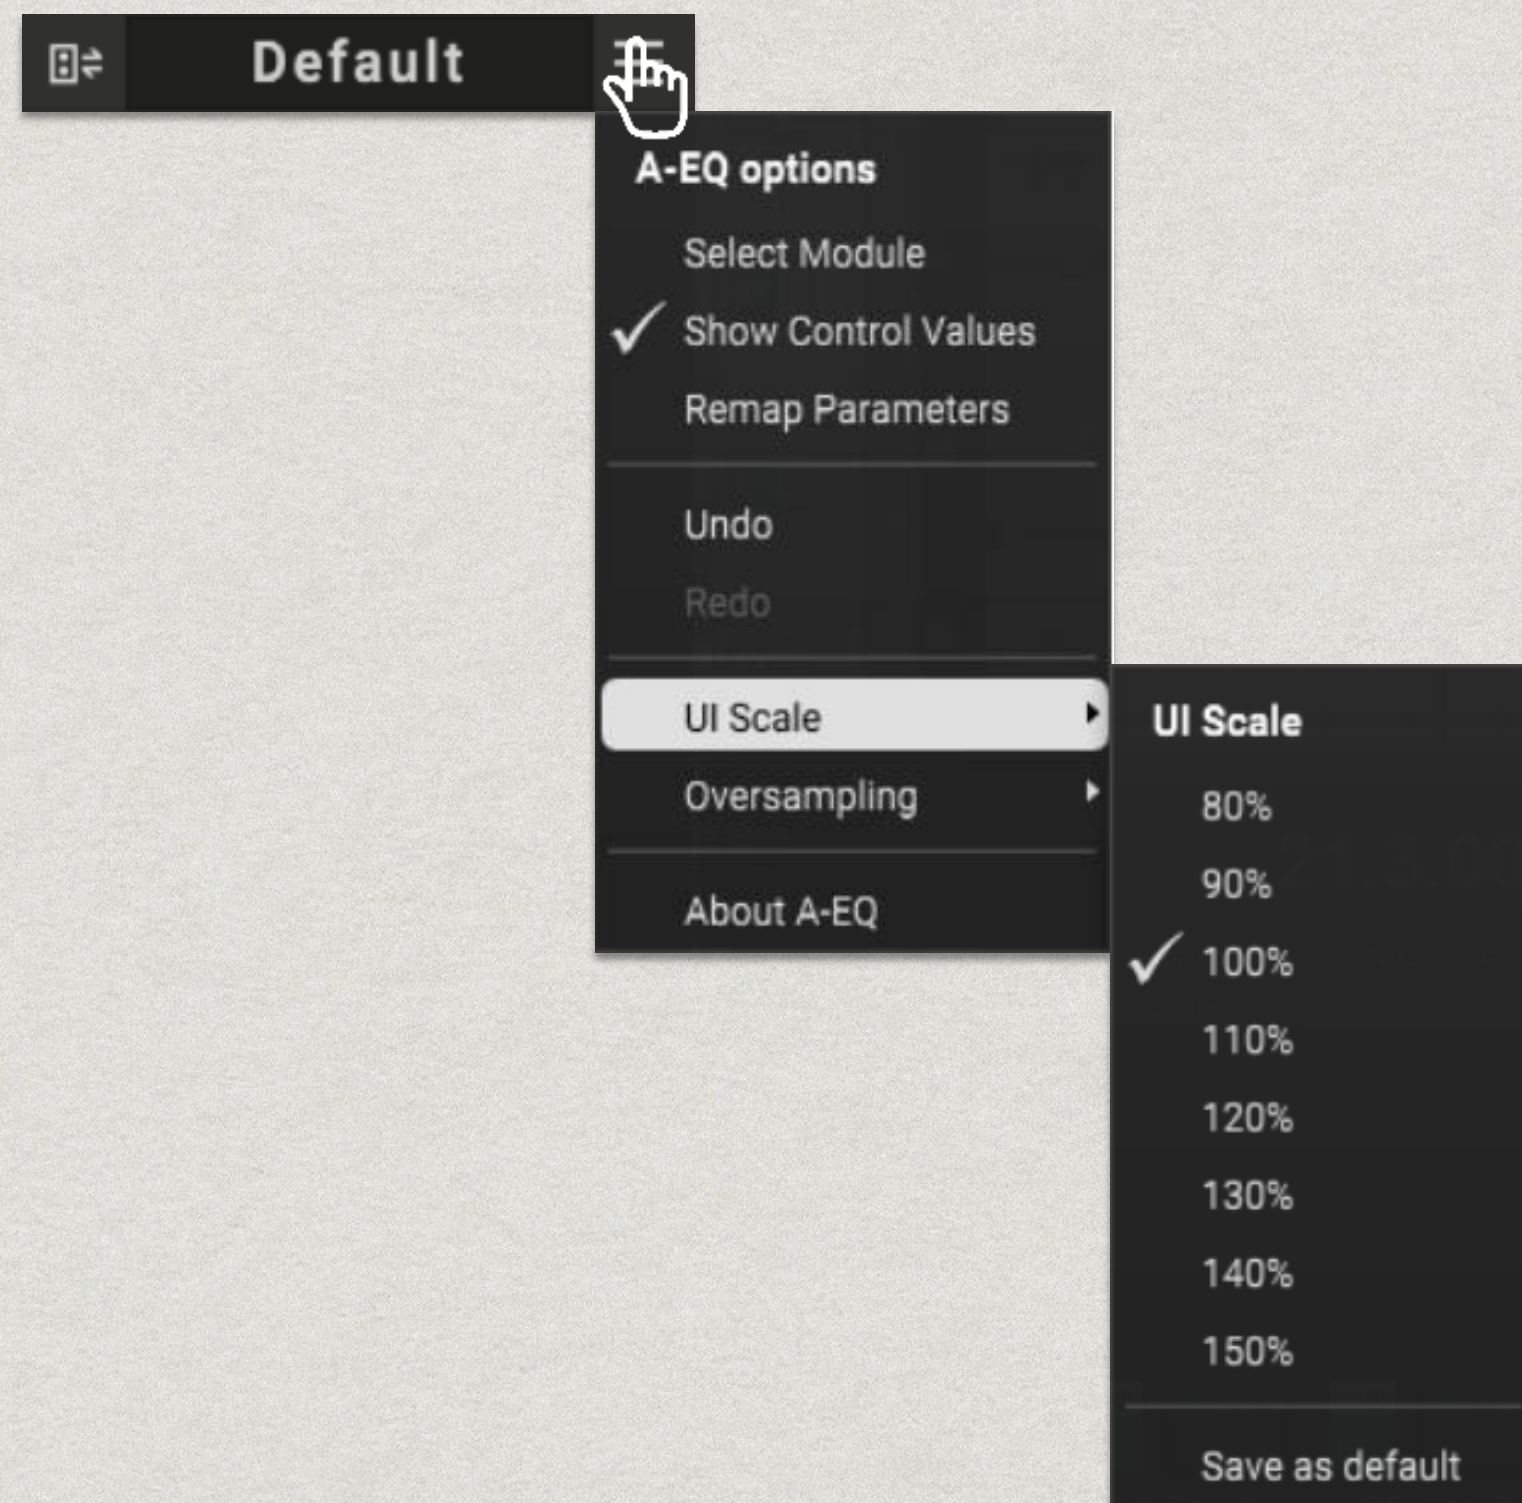 Default
A-EQ options
Select Module
Show Control Values
Remap Parameters
Undo
Redo
UI Scale
Oversampling
About A-EQ
UI Scale
80%
90%
100%
110%
120%
130%
140%
150%
Save as default